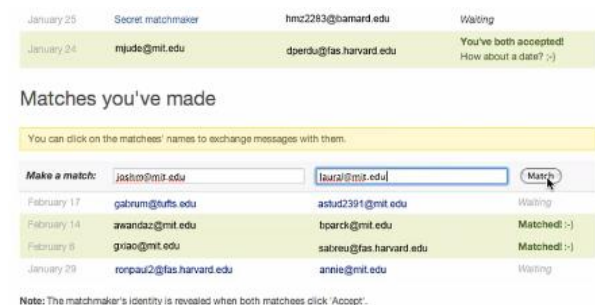 January 25 Secret matchmaker hmz2283@barnard.edu Waiting
January 24 mjude@mit.edu dperdu@fas.harvard.edu You've both accepted! How about a date? ;-)
Matches you've made
You can click on the matchees' names to exchange messages with them.
Make a match: joshm@mit.edu laural@mit.edu Match
February 17 gabrum@tufts.edu astud2391@mit.edu Waiting
February 14 awandaz@mit.edu bparck@mit.edu Matched! :-)
February 6 gxiao@mit.edu sabreu@fas.harvard.edu Matched! :-)
January 29 ronpaul2@fas.harvard.edu annie@mit.edu Waiting
Note: The matchmaker's identity is revealed when both matchees click 'Accept'.